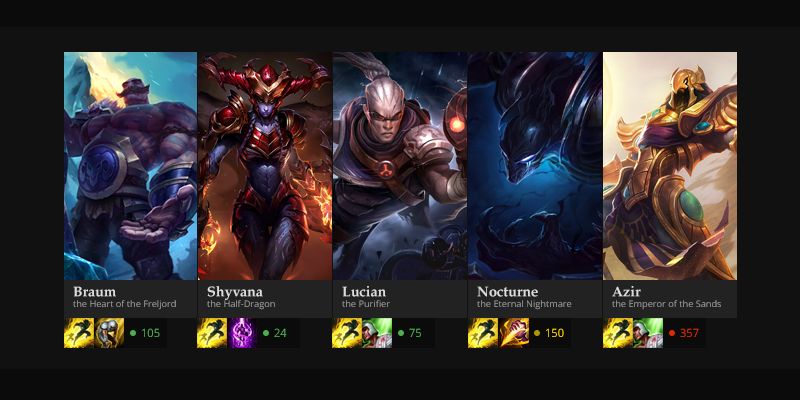 Braum
the Heart of the Freljord
105
Shyvana
the Half-Dragon
24
Lucian
the Purifier
75
Nocturne
the Eternal Nightmare
150
Azir
the Emperor of the Sands
357